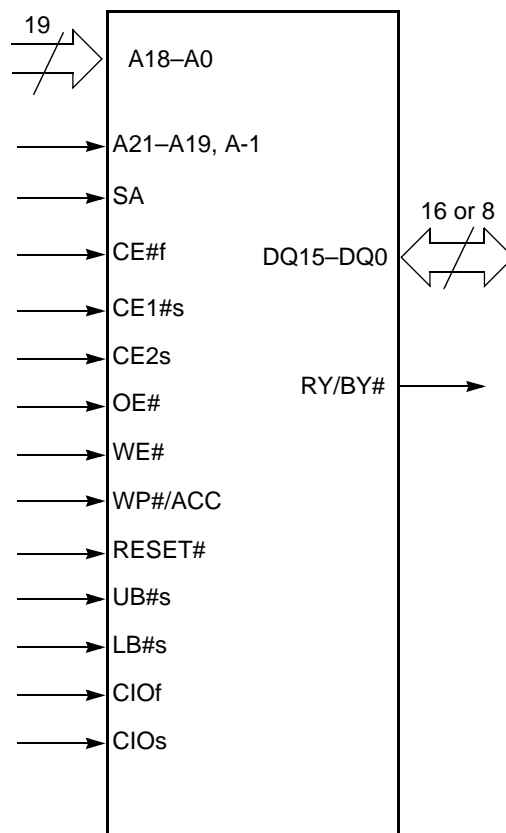 19
A18–A0
A21–A19, A-1
SA
16 or 8
CE#f
DQ15–DQ0
CE1#s
CE2s
RY/BY#
OE#
WE#
WP#/ACC
RESET#
UB#s
LB#s
CIOf
CIOs